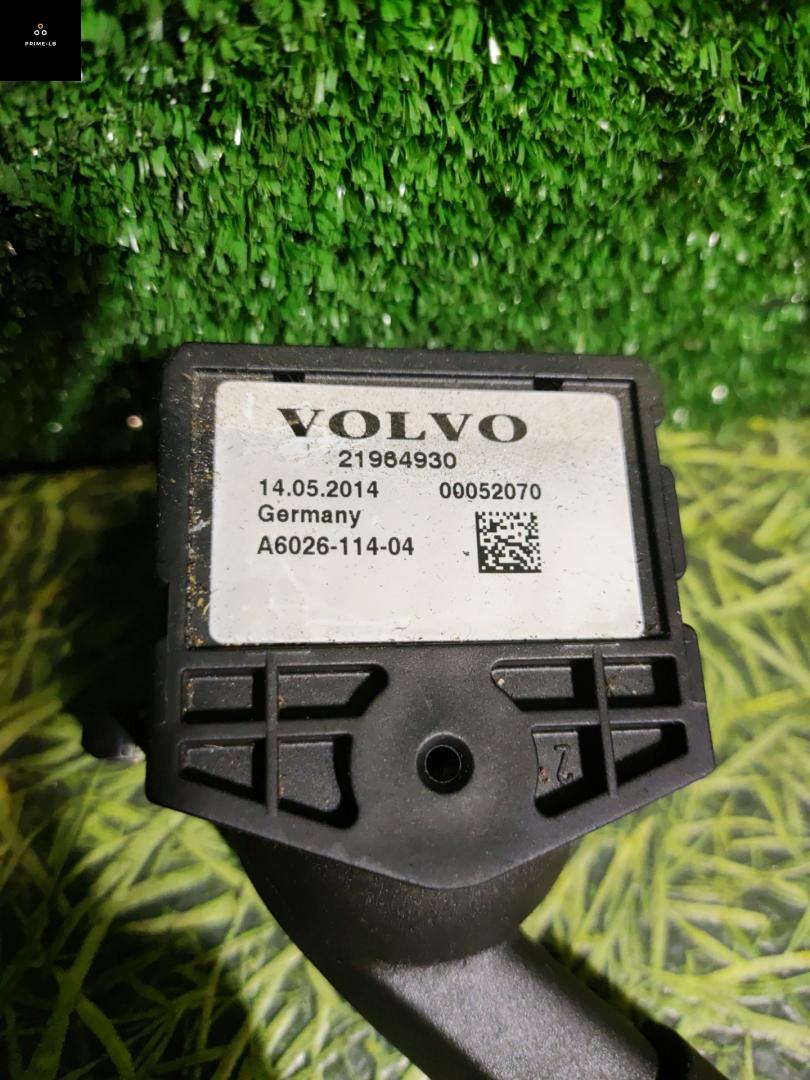 PRIME-LB
VOLVO
21964930
14.05.2014 00052070
Germany
A6026-114-04
2